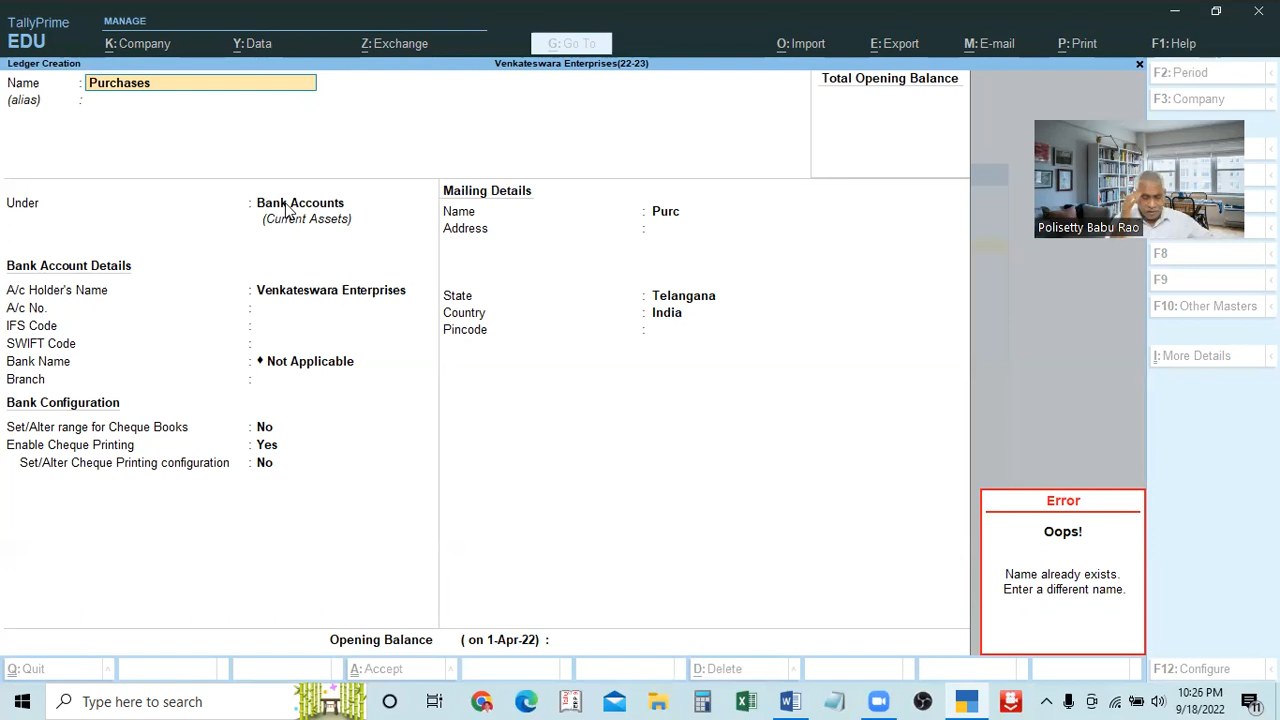 TallyPrime
MANAGE
EDU
K: Company
Y: Data
Z: Exchange
G: Go To
O: Import
E: Export
M: E-mail
P: Print
F1: Help
Ledger Creation
Venkateswara Enterprises(22-23)
Name : Purchases
(alias) :
Total Opening Balance
F2: Period
F3: Company
Under : Bank Accounts
(Current Assets)
Bank Account Details
A/c Holder's Name : Venkateswara Enterprises
A/c No. :
IFS Code :
SWIFT Code :
Bank Name : ♦ Not Applicable
Branch :
Bank Configuration
Set/Alter range for Cheque Books : No
Enable Cheque Printing : Yes
Set/Alter Cheque Printing configuration : No
Mailing Details
Name : Purc
Address :
State : Telangana
Country : India
Pincode :
Polisetty Babu Rao
F8
F9
F10: Other Masters
I: More Details
Error
Oops!
Name already exists.
Enter a different name.
Opening Balance ( on 1-Apr-22) :
Q: Quit
A: Accept
D: Delete
F12: Configure
Type here to search
10:26 PM
9/18/2022